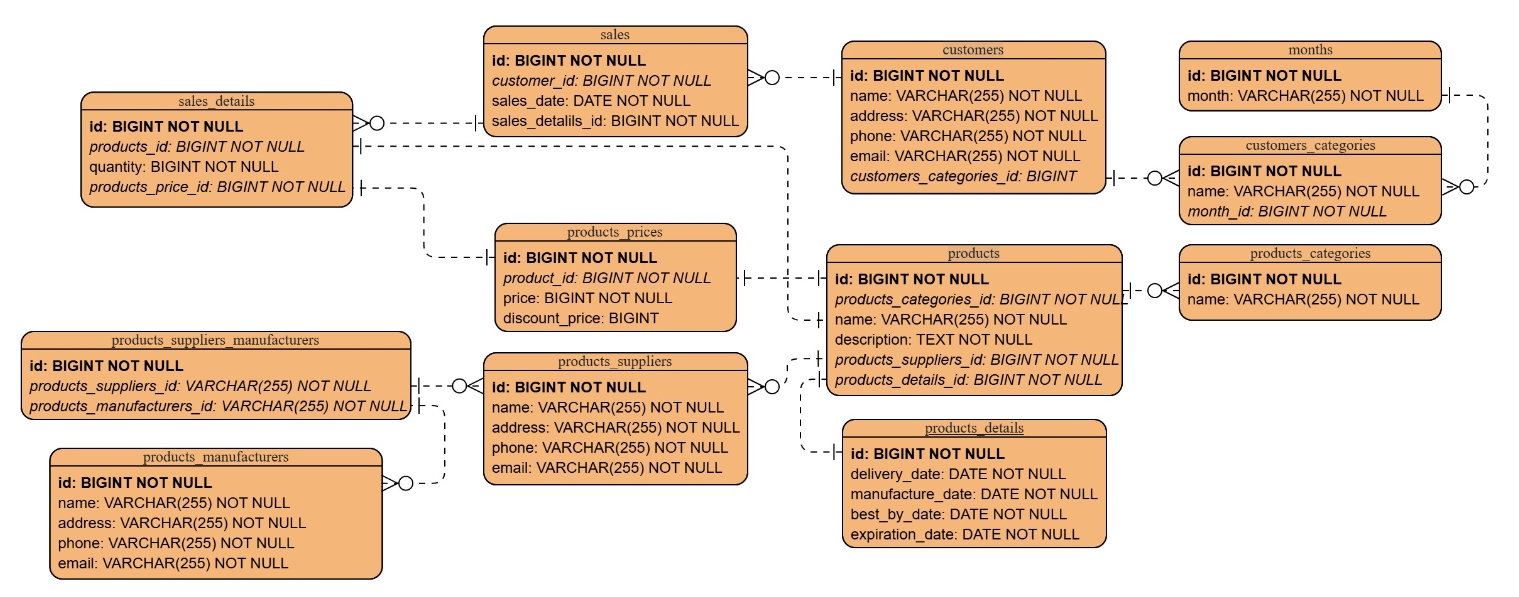 sales
id: BIGINT NOT NULL
customer_id: BIGINT NOT NULL
sales_date: DATE NOT NULL
sales_detalils_id: BIGINT NOT NULL
customers
id: BIGINT NOT NULL
name: VARCHAR(255) NOT NULL
address: VARCHAR(255) NOT NULL
phone: VARCHAR(255) NOT NULL
email: VARCHAR(255) NOT NULL
customers_categories_id: BIGINT
months
id: BIGINT NOT NULL
month: VARCHAR(255) NOT NULL
sales_details
id: BIGINT NOT NULL
products_id: BIGINT NOT NULL
quantity: BIGINT NOT NULL
products_price_id: BIGINT NOT NULL
customers_categories
id: BIGINT NOT NULL
name: VARCHAR(255) NOT NULL
month_id: BIGINT NOT NULL
products_prices
id: BIGINT NOT NULL
product_id: BIGINT NOT NULL
price: BIGINT NOT NULL
discount_price: BIGINT
products
id: BIGINT NOT NULL
products_categories_id: BIGINT NOT NULL
name: VARCHAR(255) NOT NULL
description: TEXT NOT NULL
products_suppliers_id: BIGINT NOT NULL
products_details_id: BIGINT NOT NULL
products_categories
id: BIGINT NOT NULL
name: VARCHAR(255) NOT NULL
products_suppliers_manufacturers
id: BIGINT NOT NULL
products_suppliers_id: VARCHAR(255) NOT NULL
products_manufacturers_id: VARCHAR(255) NOT NULL
products_suppliers
id: BIGINT NOT NULL
name: VARCHAR(255) NOT NULL
address: VARCHAR(255) NOT NULL
phone: VARCHAR(255) NOT NULL
email: VARCHAR(255) NOT NULL
products_details
id: BIGINT NOT NULL
delivery_date: DATE NOT NULL
manufacture_date: DATE NOT NULL
best_by_date: DATE NOT NULL
expiration_date: DATE NOT NULL
products_manufacturers
id: BIGINT NOT NULL
name: VARCHAR(255) NOT NULL
address: VARCHAR(255) NOT NULL
phone: VARCHAR(255) NOT NULL
email: VARCHAR(255) NOT NULL